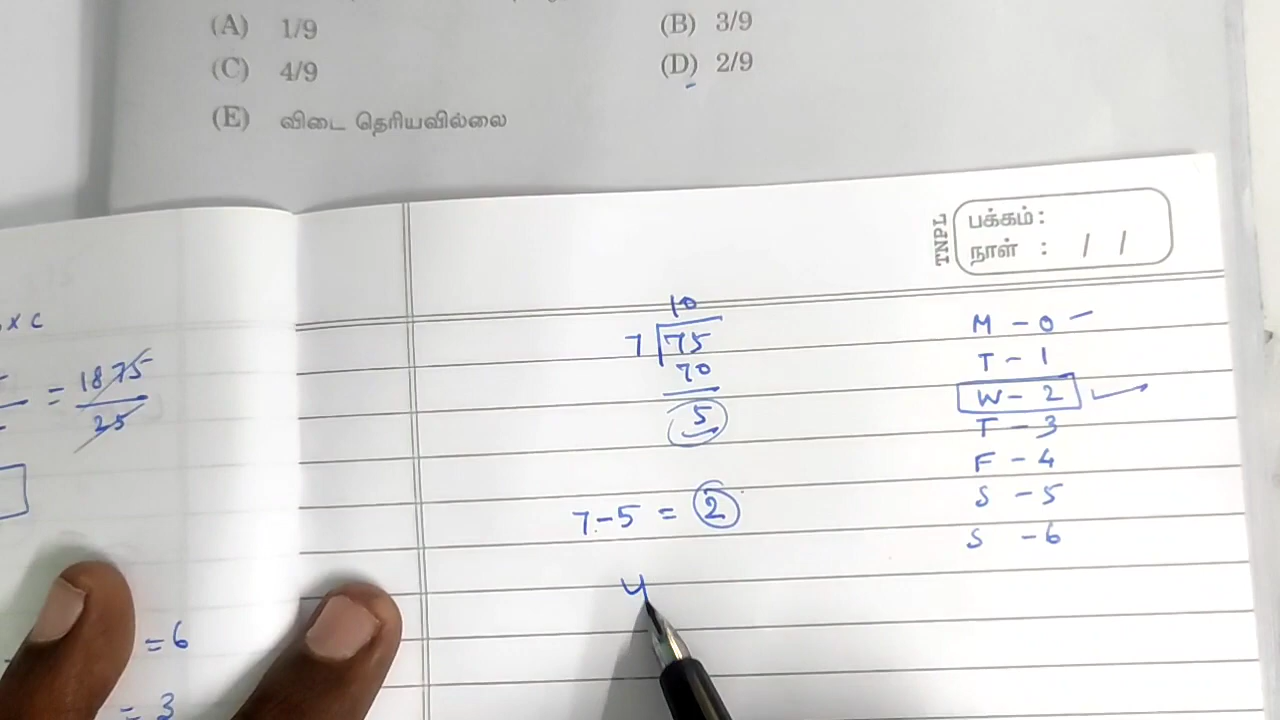 (A) 1/9 (B) 3/9
(C) 4/9 (D) 2/9
(E) விடை தெரியவில்லை
TNPL
பக்கம் :
நாள் : / /
x c
= 1875
25
= 6
= 3
10
7 75
70
5
7-5 = 2
y
M - 0
T - 1
W - 2 ✓
T - 3
F - 4
S - 5
S - 6